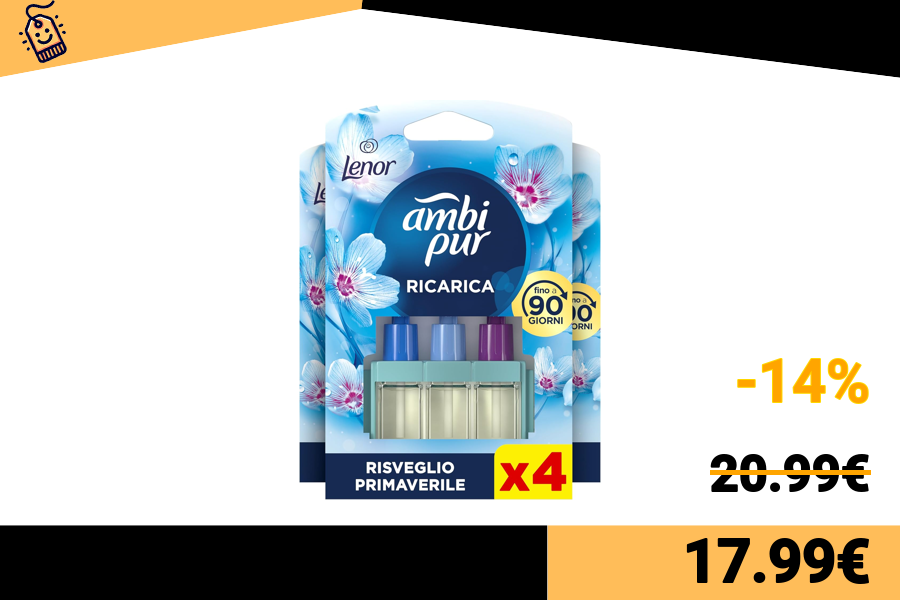 Lenor
ambi
pur
RICARICA
fino a
90
GIORNI
RISVEGLIO
PRIMAVERILE
x4
-14%
20.99€
17.99€